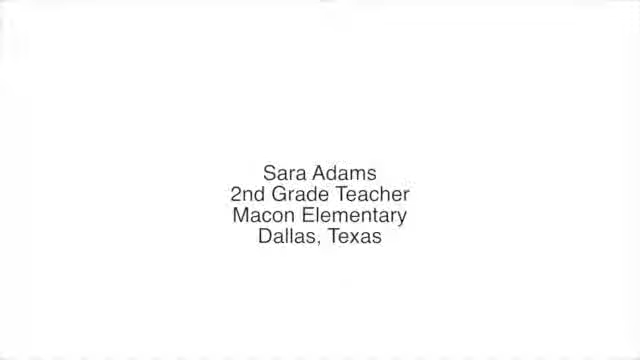 Sara Adams
2nd Grade Teacher
Macon Elementary
Dallas, Texas